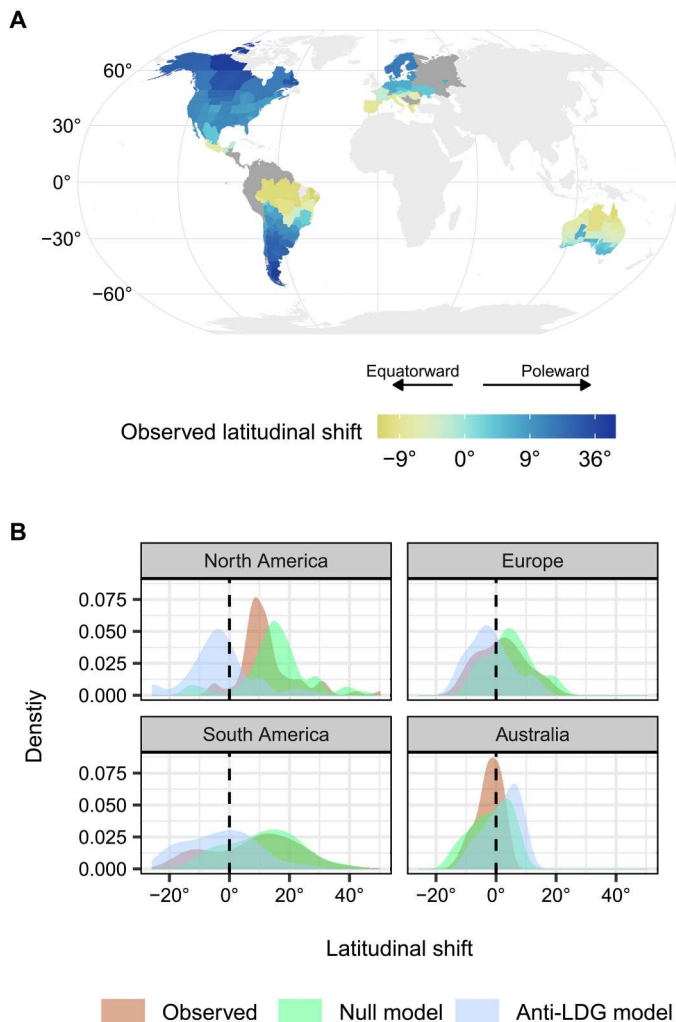 A
60°
30°
0°
−30°
−60°
Equatorward Poleward
Observed latitudinal shift
−9° 0° 9° 36°
B
North America Europe
0.075
0.050
0.025
0.000
South America Australia
0.075
0.050
0.025
0.000
−20° 0° 20° 40° −20° 0° 20° 40°
Denstiy
Latitudinal shift
Observed Null model Anti-LDG model